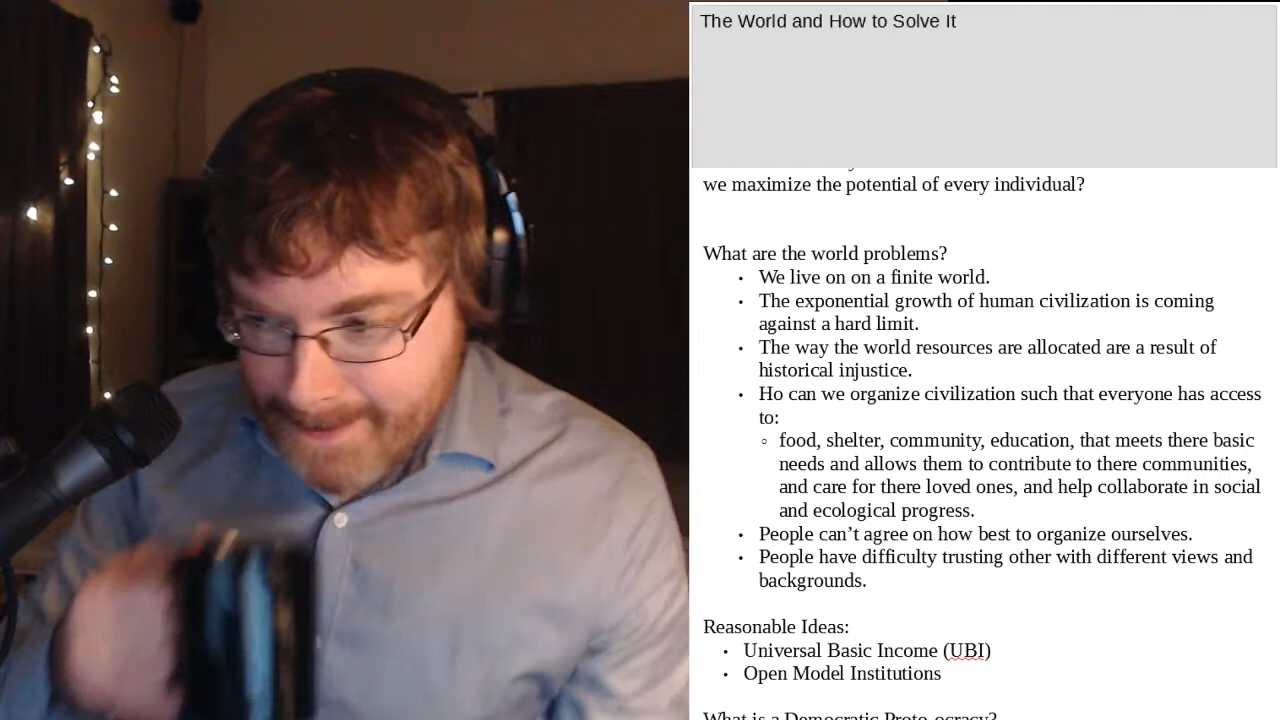 The World and How to Solve It
we maximize the potential of every individual?
What are the world problems?
• We live on on a finite world.
• The exponential growth of human civilization is coming
against a hard limit.
• The way the world resources are allocated are a result of
historical injustice.
• Ho can we organize civilization such that everyone has access
to:
◦ food, shelter, community, education, that meets there basic
needs and allows them to contribute to there communities,
and care for there loved ones, and help collaborate in social
and ecological progress.
• People can’t agree on how best to organize ourselves.
• People have difficulty trusting other with different views and
backgrounds.
Reasonable Ideas:
• Universal Basic Income (UBI)
• Open Model Institutions
What is a Democratic Proto-ocracy?